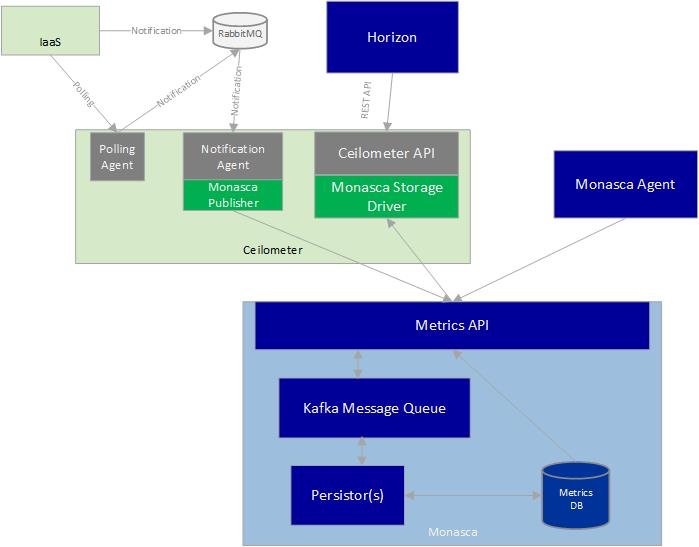 IaaS
Notification
RabbitMQ
Horizon
Polling
Notification
Notification
REST API
Polling
Agent
Notification
Agent
Monasca
Publisher
Ceilometer API
Monasca Storage
Driver
Monasca Agent
Ceilometer
Metrics API
Kafka Message Queue
Persistor(s)
Metrics
DB
Monasca